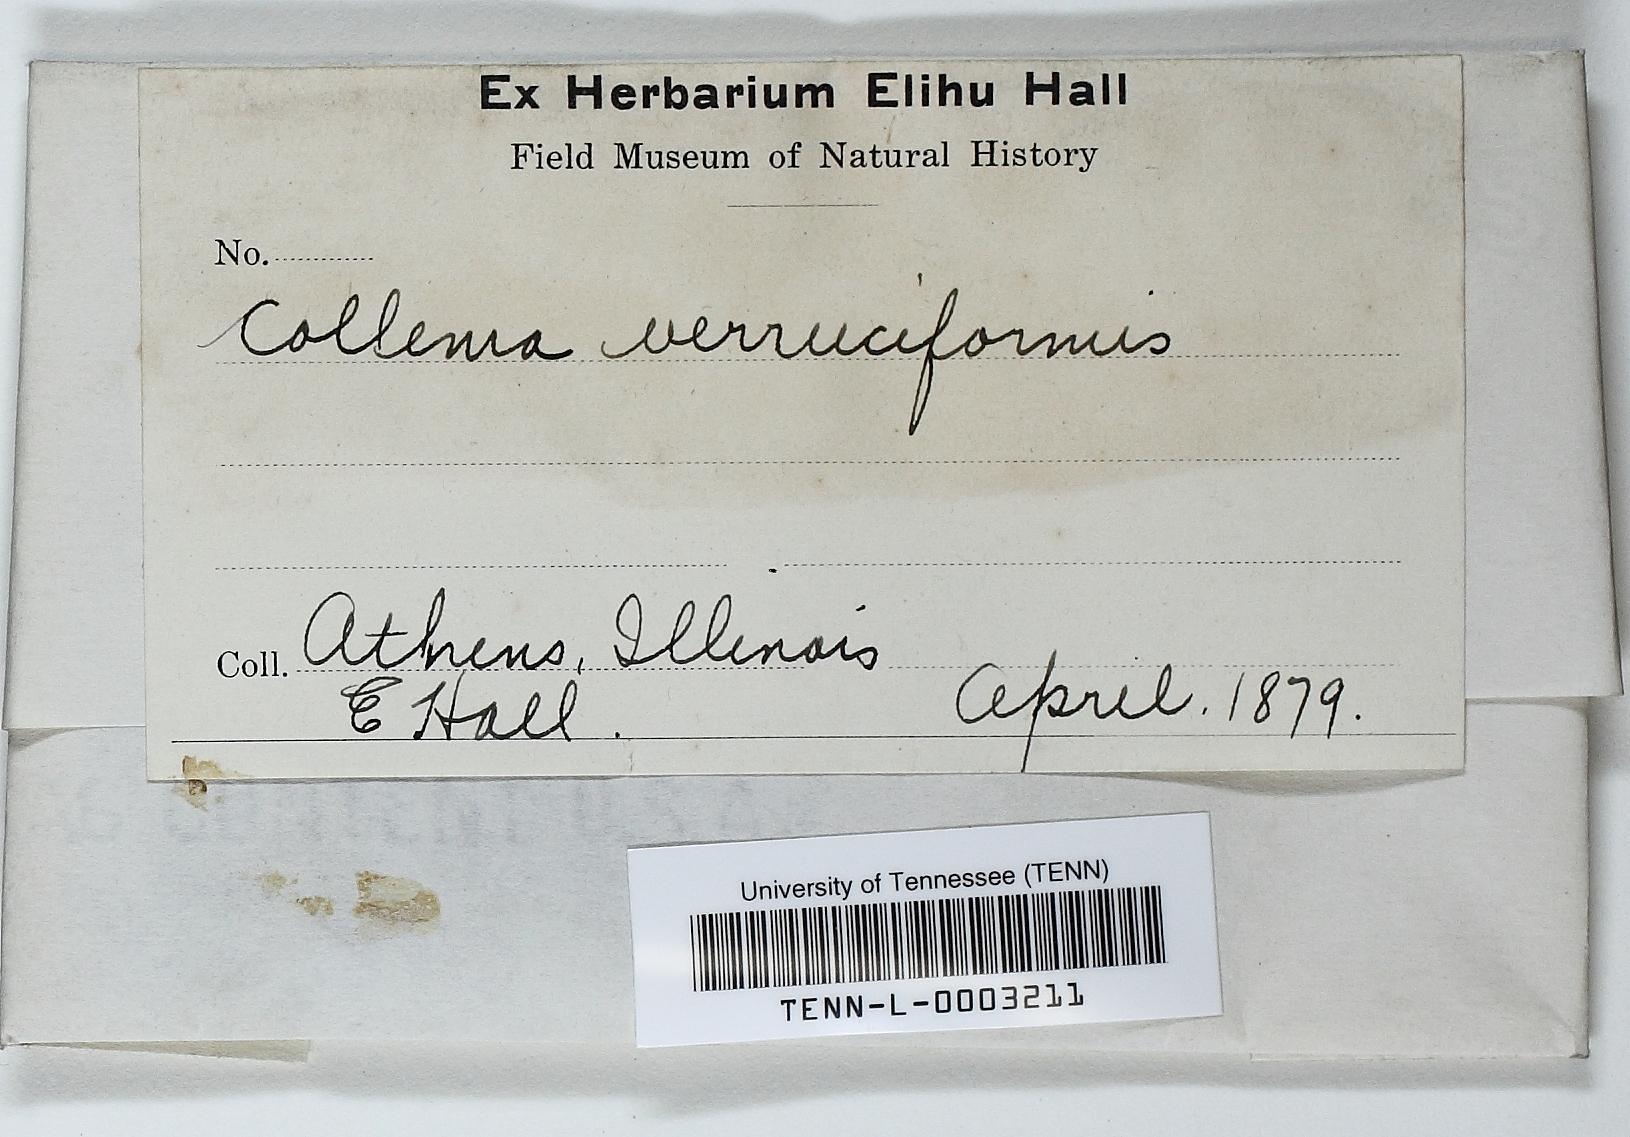 Ex Herbarium Elihu Hall
Field Museum of Natural History
No.
Collema verruciformis
Coll. Athens, Illinois
E Hall. April. 1879.
University of Tennessee (TENN)
TENN-L-0003211